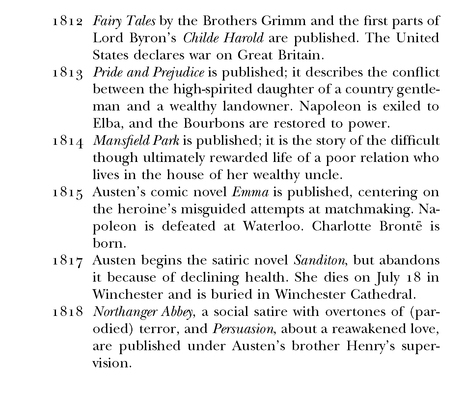 1812 Fairy Tales by the Brothers Grimm and the first parts of
Lord Byron's Childe Harold are published. The United
States declares war on Great Britain.
1813 Pride and Prejudice is published; it describes the conflict
between the high-spirited daughter of a country gentle-
man and a wealthy landowner. Napoleon is exiled to
Elba, and the Bourbons are restored to power.
1814 Mansfield Park is published; it is the story of the difficult
though ultimately rewarded life of a poor relation who
lives in the house of her wealthy uncle.
1815 Austen's comic novel Emma is published, centering on
the heroine's misguided attempts at matchmaking. Na-
poleon is defeated at Waterloo. Charlotte Brontë is
born.
1817 Austen begins the satiric novel Sanditon, but abandons
it because of declining health. She dies on July 18 in
Winchester and is buried in Winchester Cathedral.
1818 Northanger Abbey, a social satire with overtones of (par-
odied) terror, and Persuasion, about a reawakened love,
are published under Austen's brother Henry's super-
vision.